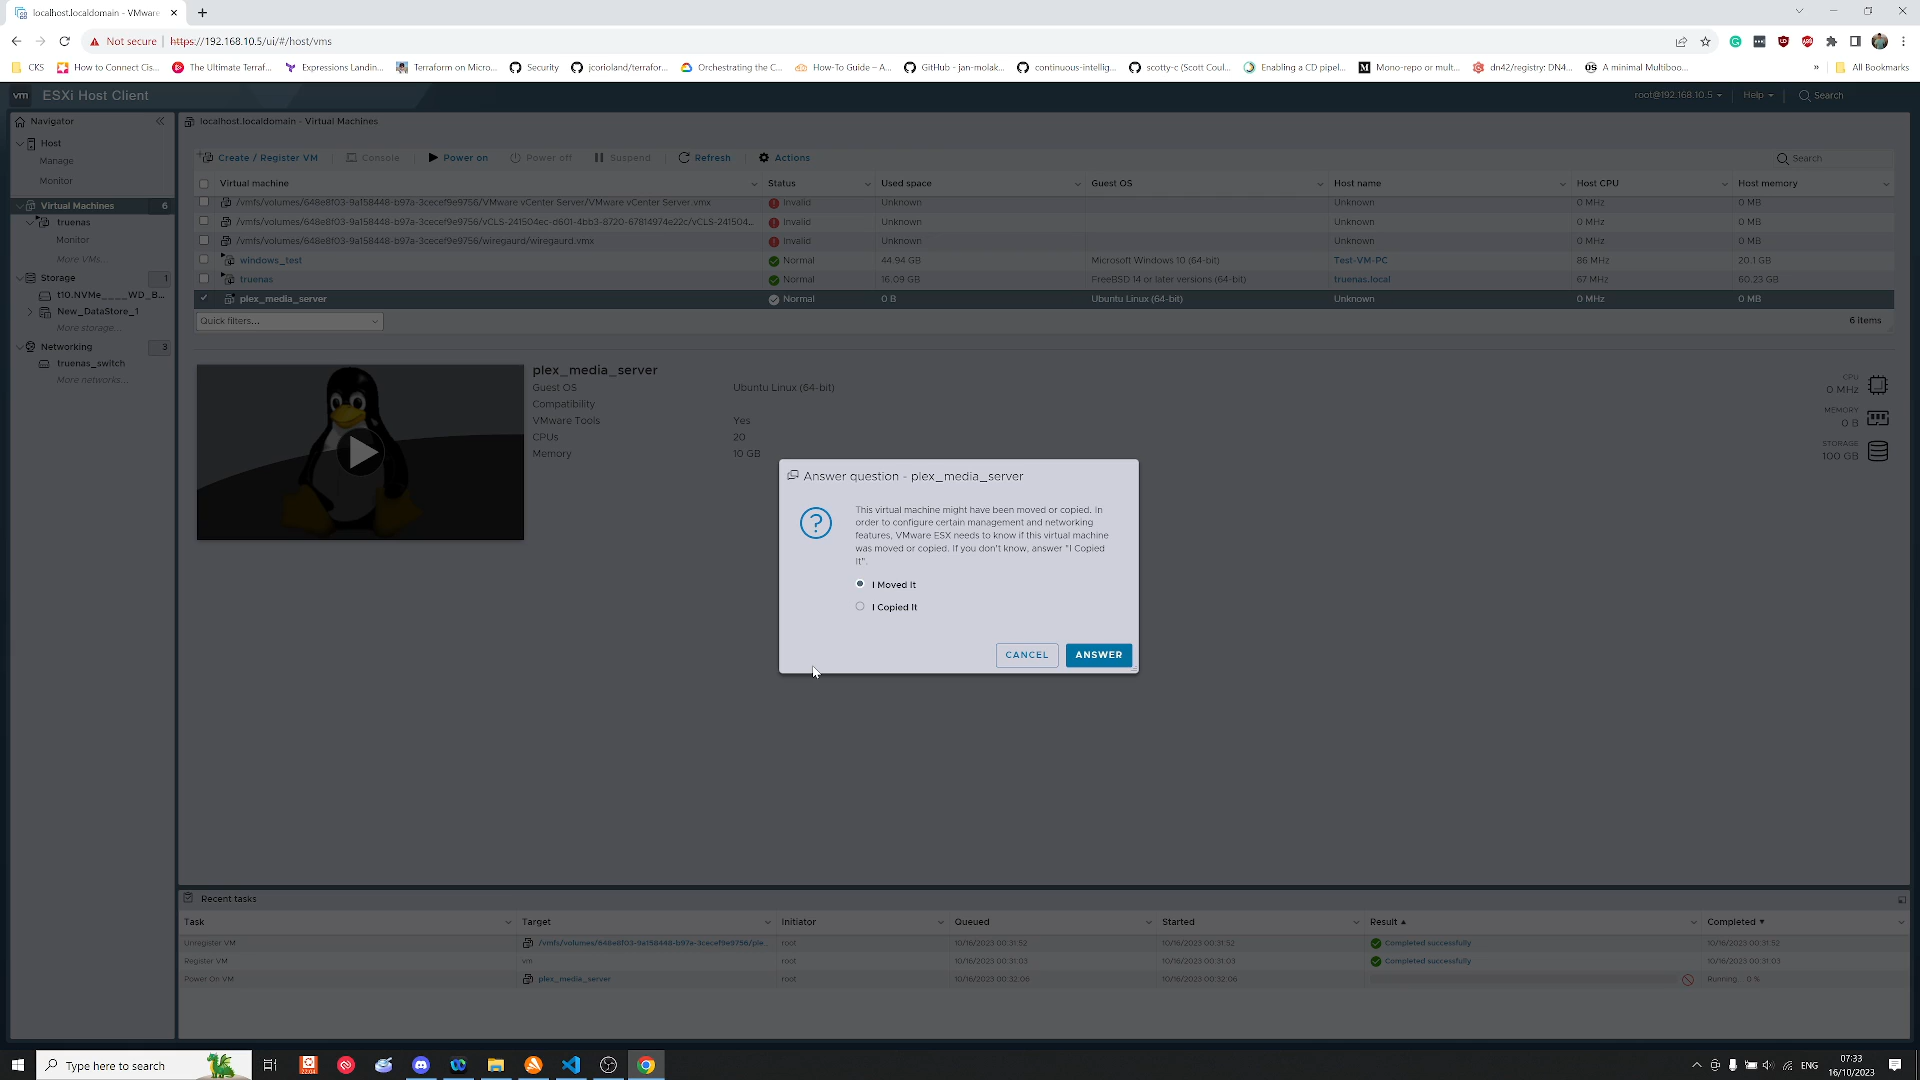 localhost.localdomain - VMware
Not secure | https://192.168.10.5/ui/#/host/vms
CKS
How to Connect Cis...
The Ultimate Terraf...
Expressions Landin...
Terraform on Micro...
Security
jcorioland/terrafor...
Orchestrating the C...
How-To Guide – A...
GitHub - jan-molak...
continuous-intellig...
scotty-c (Scott Coul...
Enabling a CD pipel...
Mono-repo or mult...
dn42/registry: DN4...
A minimal Multiboo...
»
All Bookmarks
vm ESXi Host Client
root@192.168.10.5
Help
Search
Navigator
localhost.localdomain - Virtual Machines
Host
Manage
Monitor
Virtual Machines 6
truenas
Monitor
More VMs...
Storage 1
t10.NVMe____WD_B...
New_DataStore_1
More storage...
Networking 3
truenas_switch
More networks...
Create / Register VM
Console
Power on
Power off
Suspend
Refresh
Actions
Search
Virtual machine Status Used space Guest OS Host name Host CPU Host memory
/vmfs/volumes/648e8f03-9a158448-b97a-3cecef9e9756/VMware vCenter Server/VMware vCenter Server.vmx Invalid Unknown Unknown 0 MHz 0 MB
/vmfs/volumes/648e8f03-9a158448-b97a-3cecef9e9756/vCLS-241504ec-d601-4bb3-8720-67814974e22c/vCLS-241504... Invalid Unknown Unknown 0 MHz 0 MB
/vmfs/volumes/648e8f03-9a158448-b97a-3cecef9e9756/wiregaurd/wiregaurd.vmx Invalid Unknown Unknown 0 MHz 0 MB
windows_test Normal 44.94 GB Microsoft Windows 10 (64-bit) Test-VM-PC 86 MHz 20.1 GB
truenas Normal 16.09 GB FreeBSD 14 or later versions (64-bit) truenas.local 67 MHz 60.23 GB
plex_media_server Normal 0 B Ubuntu Linux (64-bit) Unknown 0 MHz 0 MB
Quick filters...
6 items
plex_media_server
Guest OS Ubuntu Linux (64-bit)
Compatibility
VMware Tools Yes
CPUs 20
Memory 10 GB
CPU
0 MHz
MEMORY
0 B
STORAGE
100 GB
Answer question - plex_media_server
This virtual machine might have been moved or copied. In
order to configure certain management and networking
features, VMware ESX needs to know if this virtual machine
was moved or copied. If you don't know, answer "I Copied
It".
I Moved It
I Copied It
CANCEL
ANSWER
Recent tasks
Task Target Initiator Queued Started Result Completed
Unregister VM /vmfs/volumes/648e8f03-9a158448-b97a-3cecef9e9756/ple... root 10/16/2023 00:31:52 10/16/2023 00:31:52 Completed successfully 10/16/2023 00:31:52
Register VM vm root 10/16/2023 00:31:03 10/16/2023 00:31:03 Completed successfully 10/16/2023 00:31:03
Power On VM plex_media_server root 10/16/2023 00:32:06 10/16/2023 00:32:06 Running... 0 %
Type here to search
22.04
ENG
07:33
16/10/2023